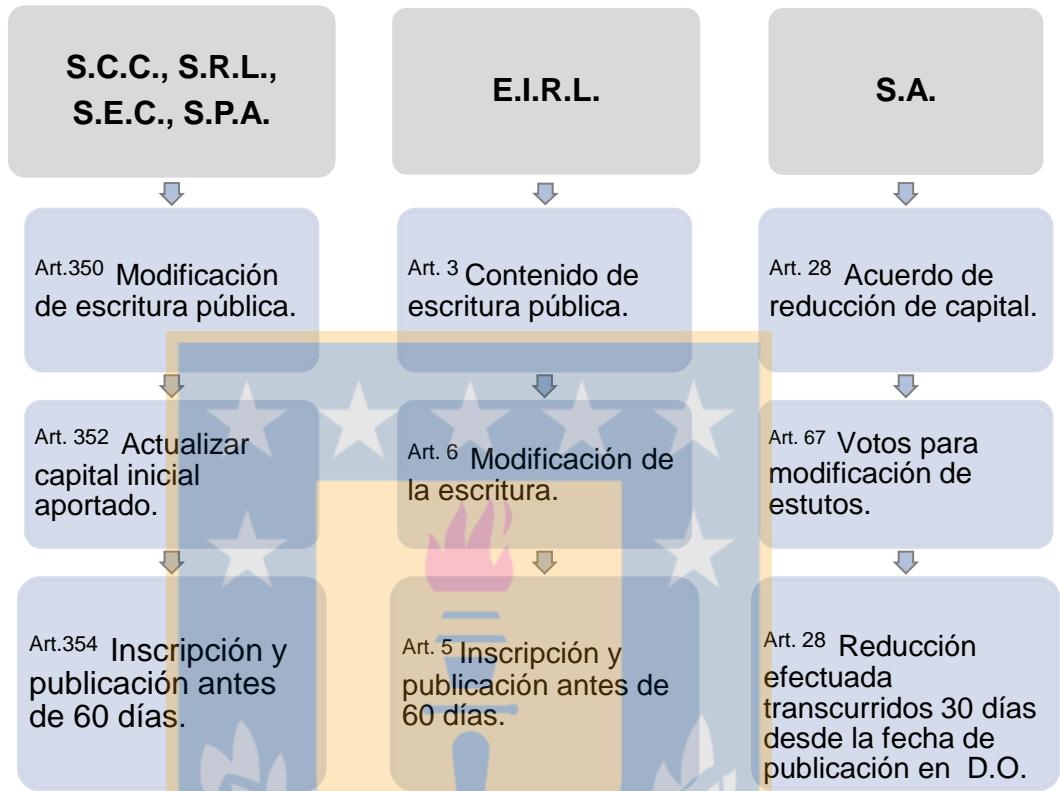 S.C.C., S.R.L.,
S.E.C., S.P.A.
Art.350 Modificación
de escritura pública.
Art. 352 Actualizar
capital inicial
aportado.
Art.354 Inscripción y
publicación antes
de 60 días.
E.I.R.L.
Art. 3 Contenido de
escritura pública.
Art. 6 Modificación de
la escritura.
Art. 5 Inscripción y
publicación antes de
60 días.
S.A.
Art. 28 Acuerdo de
reducción de capital.
Art. 67 Votos para
modificación de
estutos.
Art. 28 Reducción
efectuada
transcurridos 30 días
desde la fecha de
publicación en D.O.